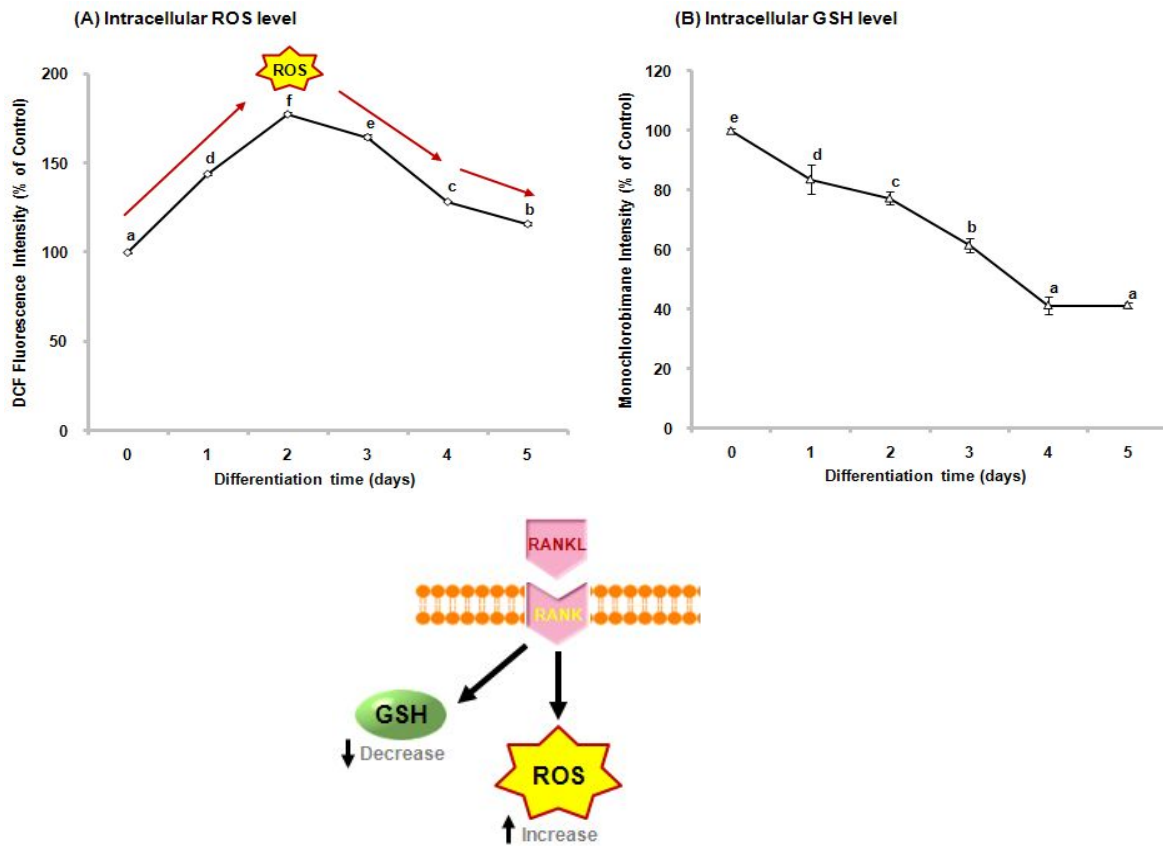 (A) Intracellular ROS level
DCF Fluorescence Intensity (% of Control)
200
150
100
50
0
ROS
a
d
f
e
c
b
0 1 2 3 4 5
Differentiation time (days)
(B) Intracellular GSH level
Monochlorobimane Intensity (% of Control)
120
100
80
60
40
20
0
e
d
c
b
a
a
0 1 2 3 4 5
Differentiation time (days)
RANKL
RANK
GSH
Decrease
ROS
Increase